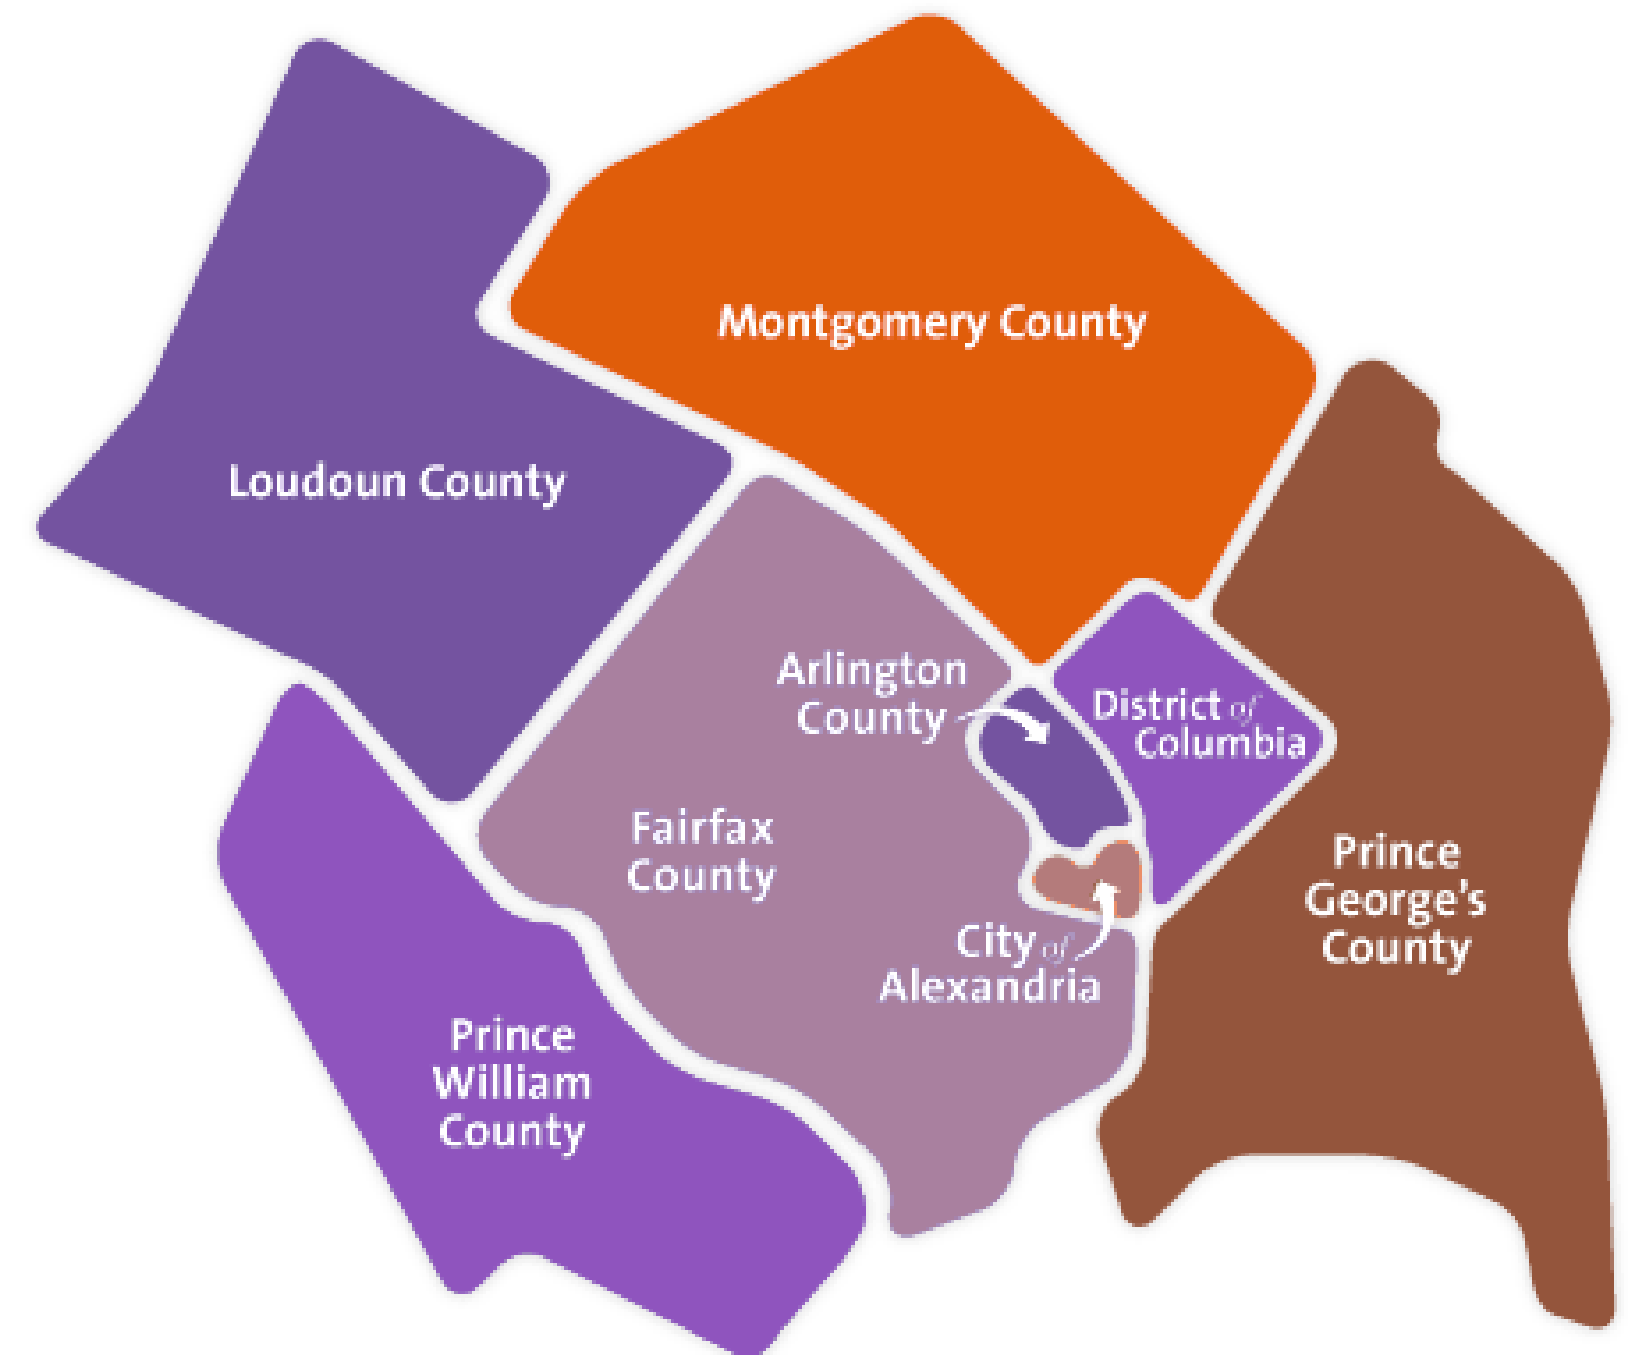 Montgomery County
Loudoun County
Arlington
County
District of
Columbia
Fairfax
County
Prince
George's
County
City of
Alexandria
Prince
William
County